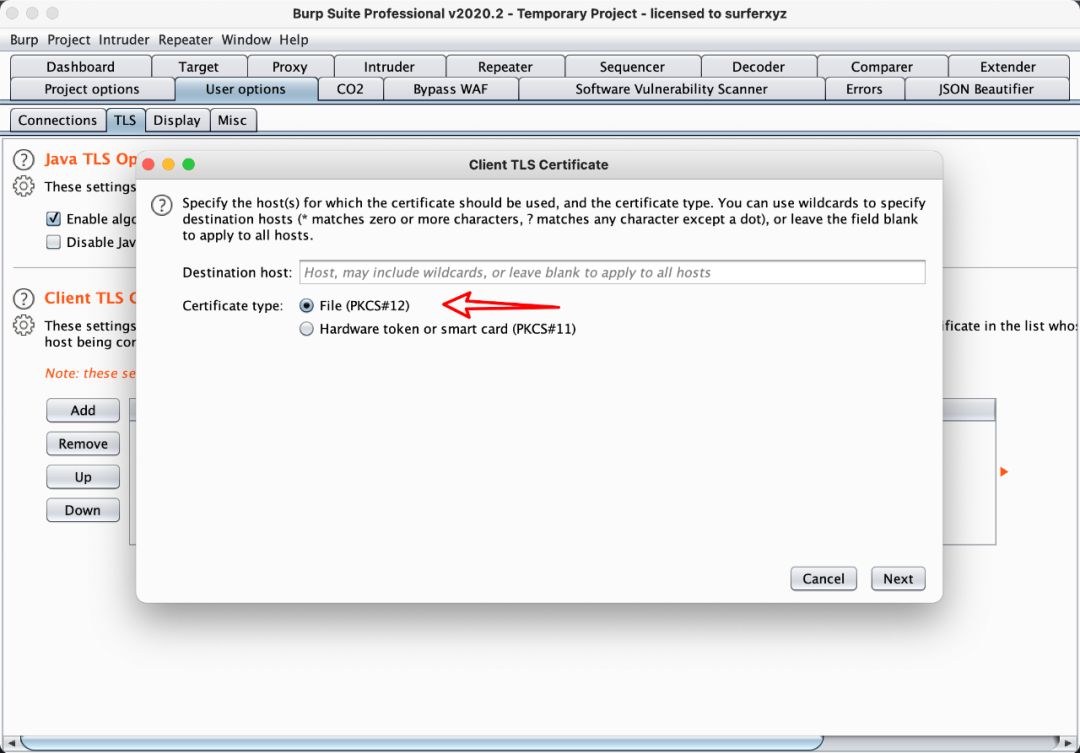 Burp Suite Professional v2020.2 - Temporary Project - licensed to surferxyz
Burp Project Intruder Repeater Window Help
Dashboard Target Proxy Intruder Repeater Sequencer Decoder Comparer Extender
Project options User options CO2 Bypass WAF Software Vulnerability Scanner Errors JSON Beautifier
Connections TLS Display Misc
Java TLS Op
These settings
Enable algo
Disable Jav
Client TLS C
These settings
ficate in the list whos
host being con
Note: these se
Add
Remove
Up
Down
Client TLS Certificate
Specify the host(s) for which the certificate should be used, and the certificate type. You can use wildcards to specify
destination hosts (* matches zero or more characters, ? matches any character except a dot), or leave the field blank
to apply to all hosts.
Destination host: Host, may include wildcards, or leave blank to apply to all hosts
Certificate type: File (PKCS#12)
Hardware token or smart card (PKCS#11)
Cancel Next